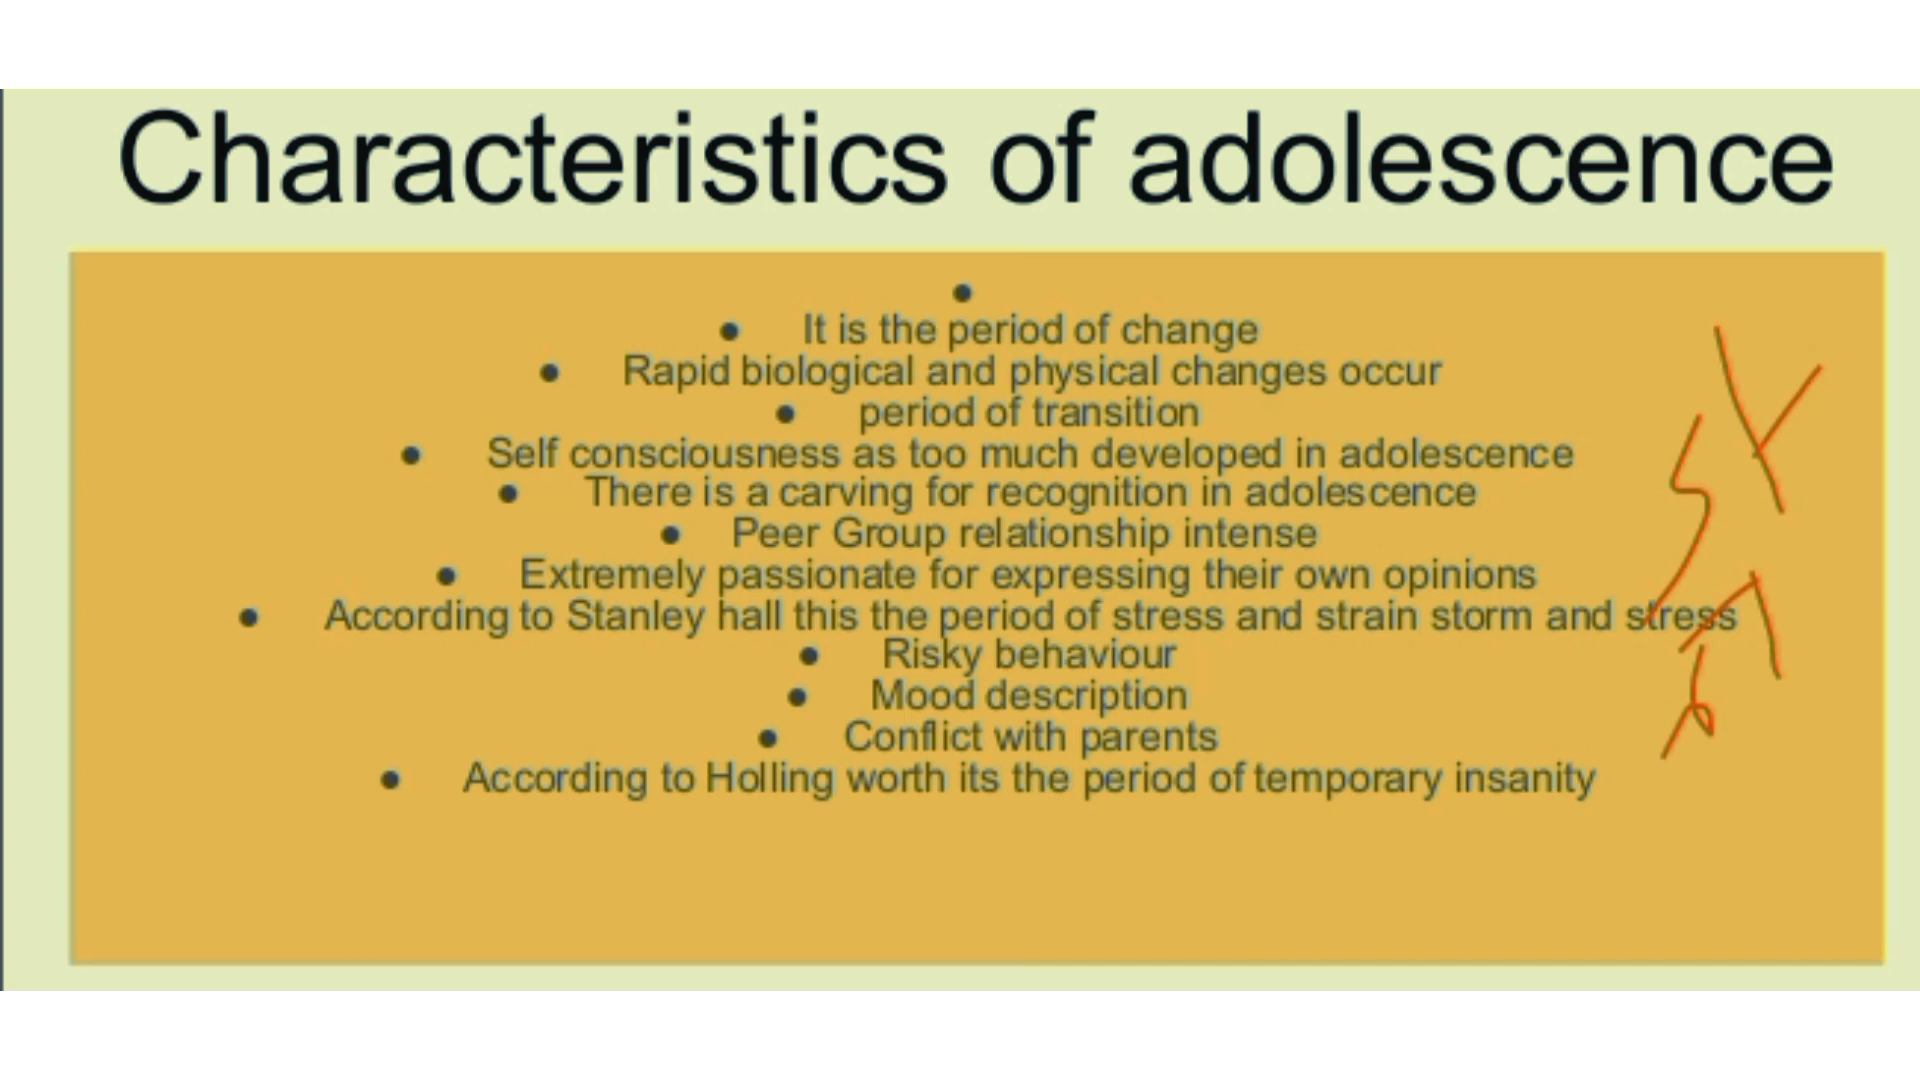 Characteristics of adolescence
•
• It is the period of change
• Rapid biological and physical changes occur
• period of transition
• Self consciousness as too much developed in adolescence
• There is a carving for recognition in adolescence
• Peer Group relationship intense
• Extremely passionate for expressing their own opinions
• According to Stanley hall this the period of stress and strain storm and stress
• Risky behaviour
• Mood description
• Conflict with parents
• According to Holling worth its the period of temporary insanity